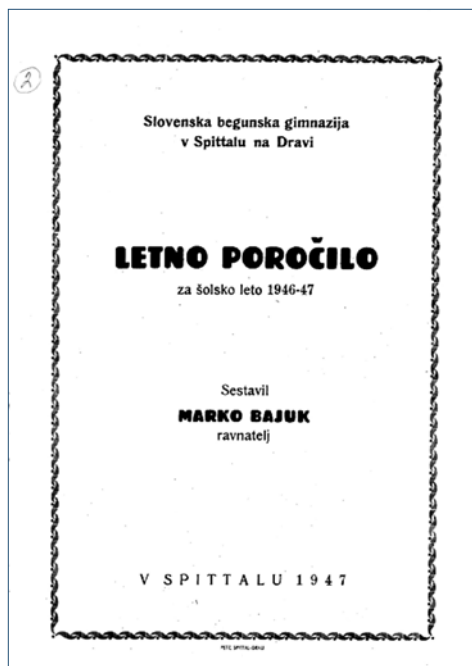 2
Slovenska begunska gimnazija
v Spittalu na Dravi
LETNO POROČILO
za šolsko leto 1946-47
Sestavil
MARKO BAJUK
ravnatelj
V SPITTALU 1947